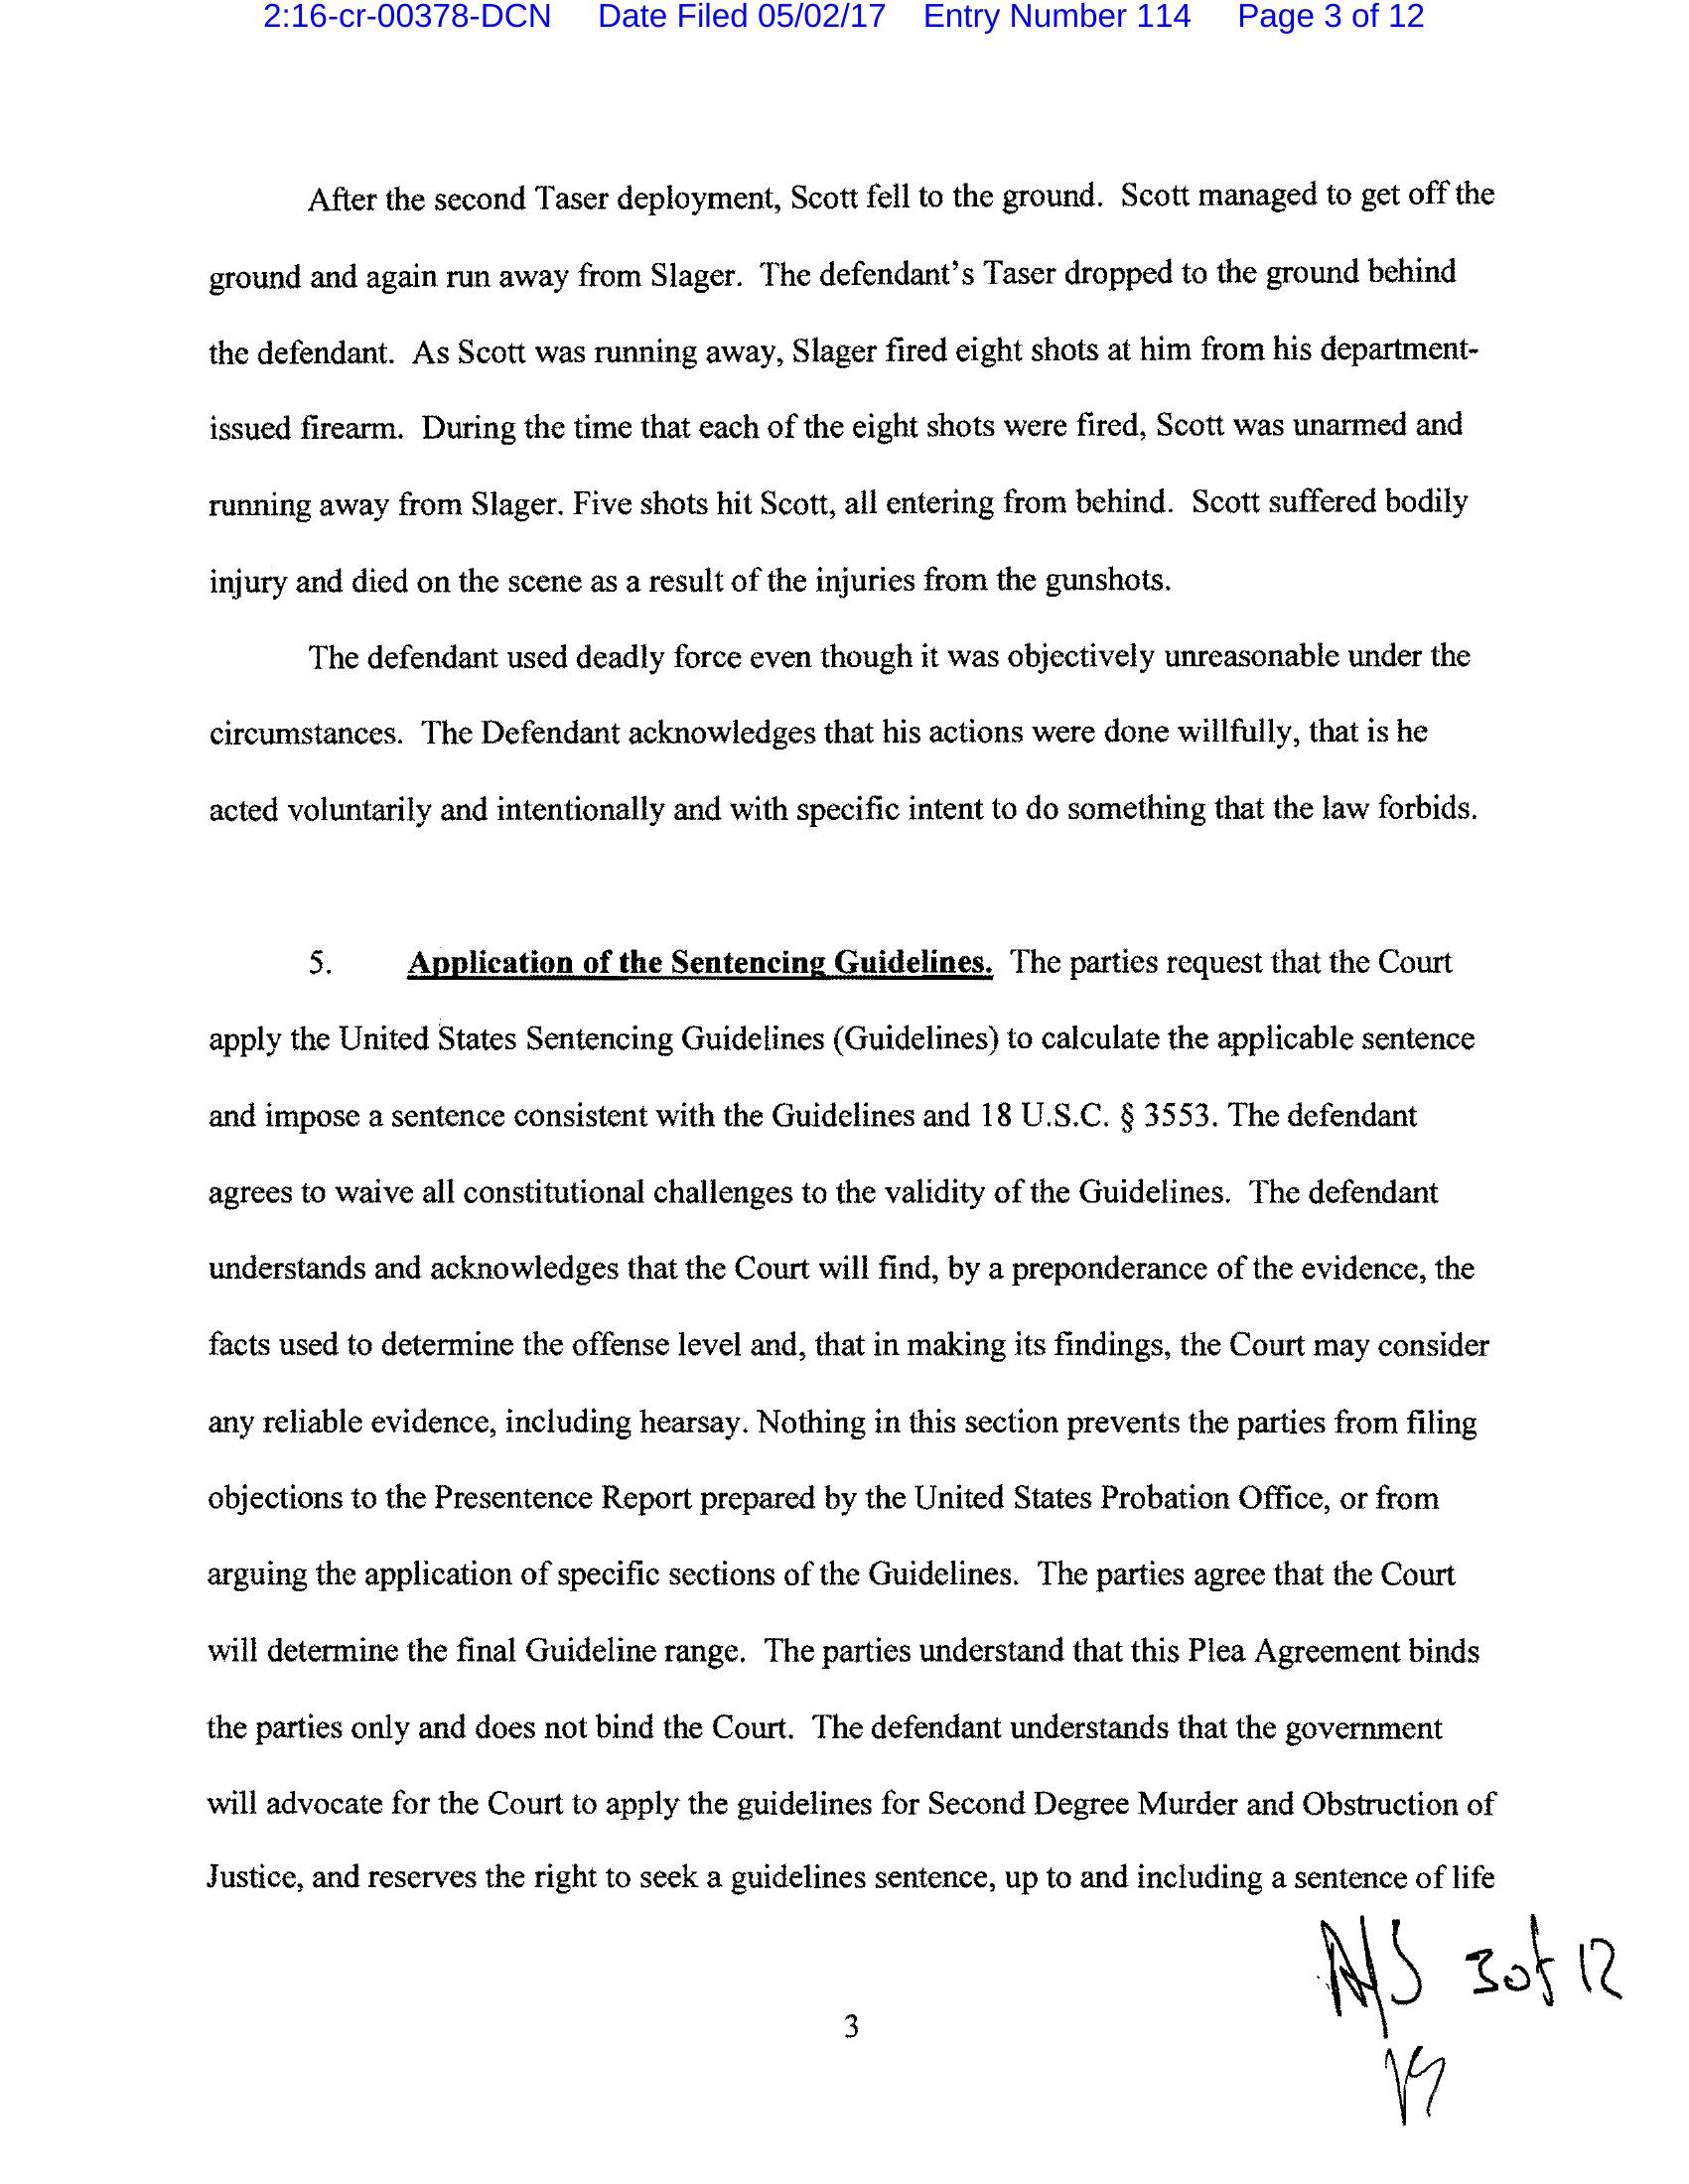 2:16-cr-00378-DCN Date Filed 05/02/17 Entry Number 114 Page 3 of 12
After the second Taser deployment, Scott fell to the ground. Scott managed to get off the
ground and again run away from Slager. The defendant's Taser dropped to the ground behind
the defendant. As Scott was running away, Slager fired eight shots at him from his department-
issued firearm. During the time that each of the eight shots were fired, Scott was unarmed and
running away from Slager. Five shots hit Scott, all entering from behind. Scott suffered bodily
injury and died on the scene as a result of the injuries from the gunshots.
The defendant used deadly force even though it was objectively unreasonable under the
circumstances. The Defendant acknowledges that his actions were done willfully, that is he
acted voluntarily and intentionally and with specific intent to do something that the law forbids.
5. Application of the Sentencing Guidelines. The parties request that the Court
apply the United States Sentencing Guidelines (Guidelines) to calculate the applicable sentence
and impose a sentence consistent with the Guidelines and 18 U.S.C. § 3553. The defendant
agrees to waive all constitutional challenges to the validity of the Guidelines. The defendant
understands and acknowledges that the Court will find, by a preponderance of the evidence, the
facts used to determine the offense level and, that in making its findings, the Court may consider
any reliable evidence, including hearsay. Nothing in this section prevents the parties from filing
objections to the Presentence Report prepared by the United States Probation Office, or from
arguing the application of specific sections of the Guidelines. The parties agree that the Court
will determine the final Guideline range. The parties understand that this Plea Agreement binds
the parties only and does not bind the Court. The defendant understands that the government
will advocate for the Court to apply the guidelines for Second Degree Murder and Obstruction of
Justice, and reserves the right to seek a guidelines sentence, up to and including a sentence of life
3 of 12
3